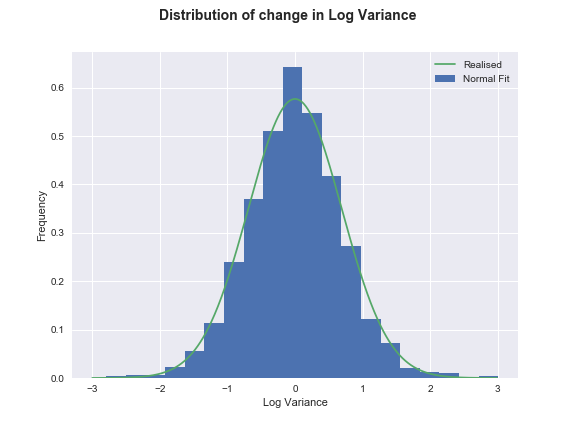 Distribution of change in Log Variance
Realised
Normal Fit
Frequency
0.6
0.5
0.4
0.3
0.2
0.1
0.0
−3 −2 −1 0 1 2 3
Log Variance